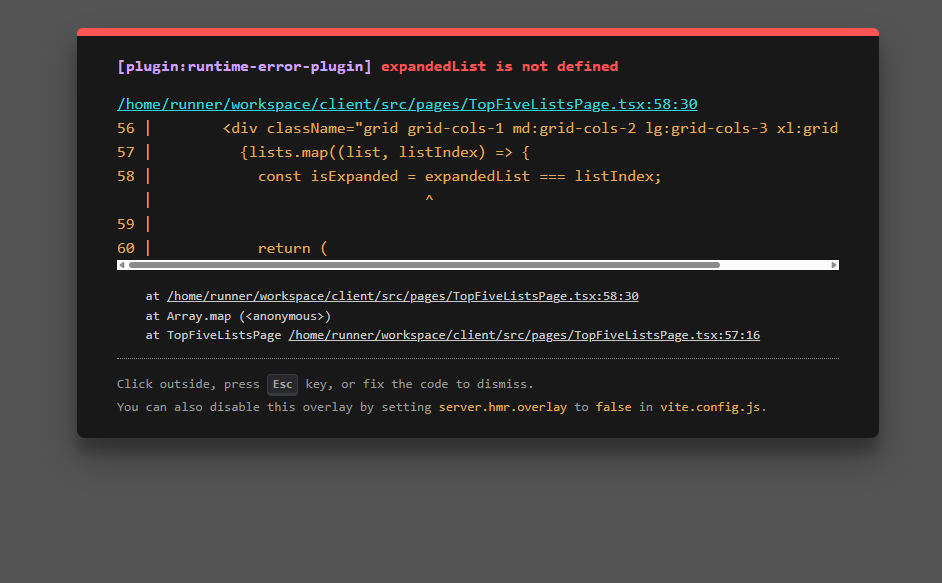 [plugin:runtime-error-plugin] expandedList is not defined
/home/runner/workspace/client/src/pages/TopFiveListsPage.tsx:58:30
56 |        <div className="grid grid-cols-1 md:grid-cols-2 lg:grid-cols-3 xl:grid
57 |          {lists.map((list, listIndex) => {
58 |            const isExpanded = expandedList === listIndex;
   |                               ^
59 |
60 |            return (
at /home/runner/workspace/client/src/pages/TopFiveListsPage.tsx:58:30
at Array.map (<anonymous>)
at TopFiveListsPage /home/runner/workspace/client/src/pages/TopFiveListsPage.tsx:57:16
Click outside, press Esc key, or fix the code to dismiss.
You can also disable this overlay by setting server.hmr.overlay to false in vite.config.js.